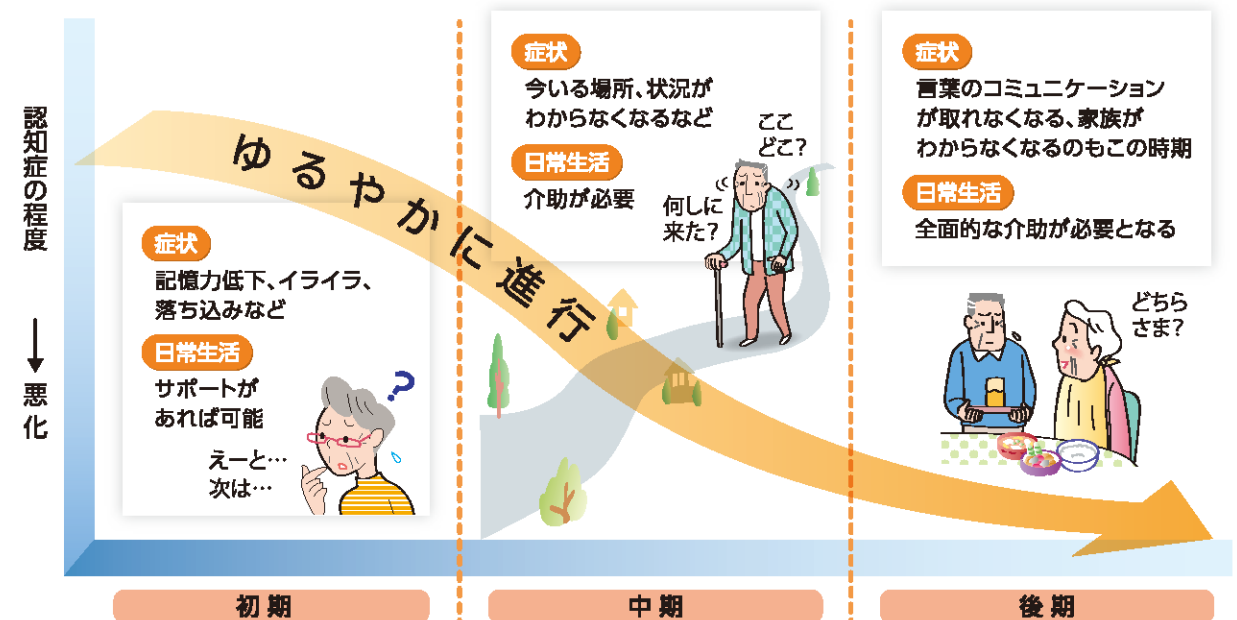 認知症の程度
悪化
ゆるやかに進行
症状
記憶力低下、イライラ、
落ち込みなど
日常生活
サポートが
あれば可能
えーと…
次は…
?
初期
症状
今いる場所、状況が
わからなくなるなど
日常生活
介助が必要
ここ
どこ?
何しに
来た?
中期
症状
言葉のコミュニケーション
が取れなくなる、家族が
わからなくなるのもこの時期
日常生活
全面的な介助が必要となる
どちら
さま?
後期